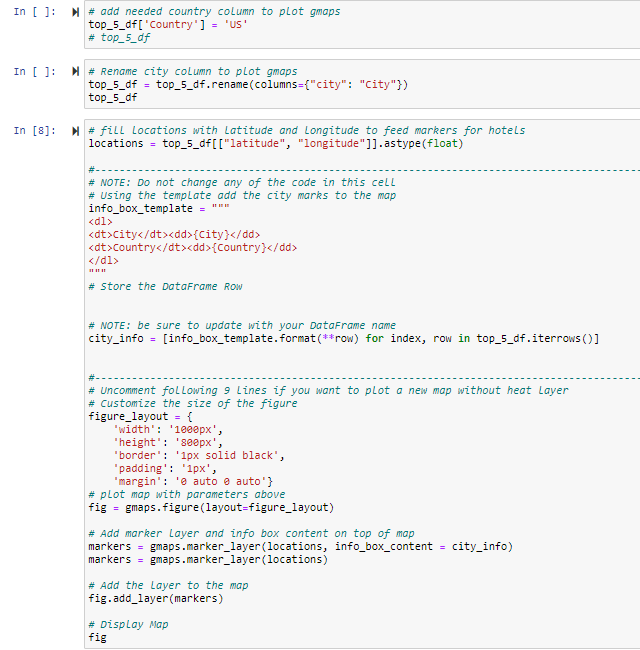 In [ ]:
# add needed country column to plot gmaps
top_5_df['Country'] = 'US'
# top_5_df
In [ ]:
# Rename city column to plot gmaps
top_5_df = top_5_df.rename(columns={"city": "City"})
top_5_df
In [8]:
# fill locations with latitude and longitude to feed markers for hotels
locations = top_5_df[["latitude", "longitude"]].astype(float)
#------------------------------------------------------------------------------------
# NOTE: Do not change any of the code in this cell
# Using the template add the city marks to the map
info_box_template = """
<dl>
<dt>City</dt><dd>{City}</dd>
<dt>Country</dt><dd>{Country}</dd>
</dl>
"""
# Store the DataFrame Row
# NOTE: be sure to update with your DataFrame name
city_info = [info_box_template.format(**row) for index, row in top_5_df.iterrows()]
#------------------------------------------------------------------------------------
# Uncomment following 9 lines if you want to plot a new map without heat layer
# Customize the size of the figure
figure_layout = {
    'width': '1000px',
    'height': '800px',
    'border': '1px solid black',
    'padding': '1px',
    'margin': '0 auto 0 auto'}
# plot map with parameters above
fig = gmaps.figure(layout=figure_layout)
# Add marker layer and info box content on top of map
markers = gmaps.marker_layer(locations, info_box_content = city_info)
markers = gmaps.marker_layer(locations)
# Add the layer to the map
fig.add_layer(markers)
# Display Map
fig